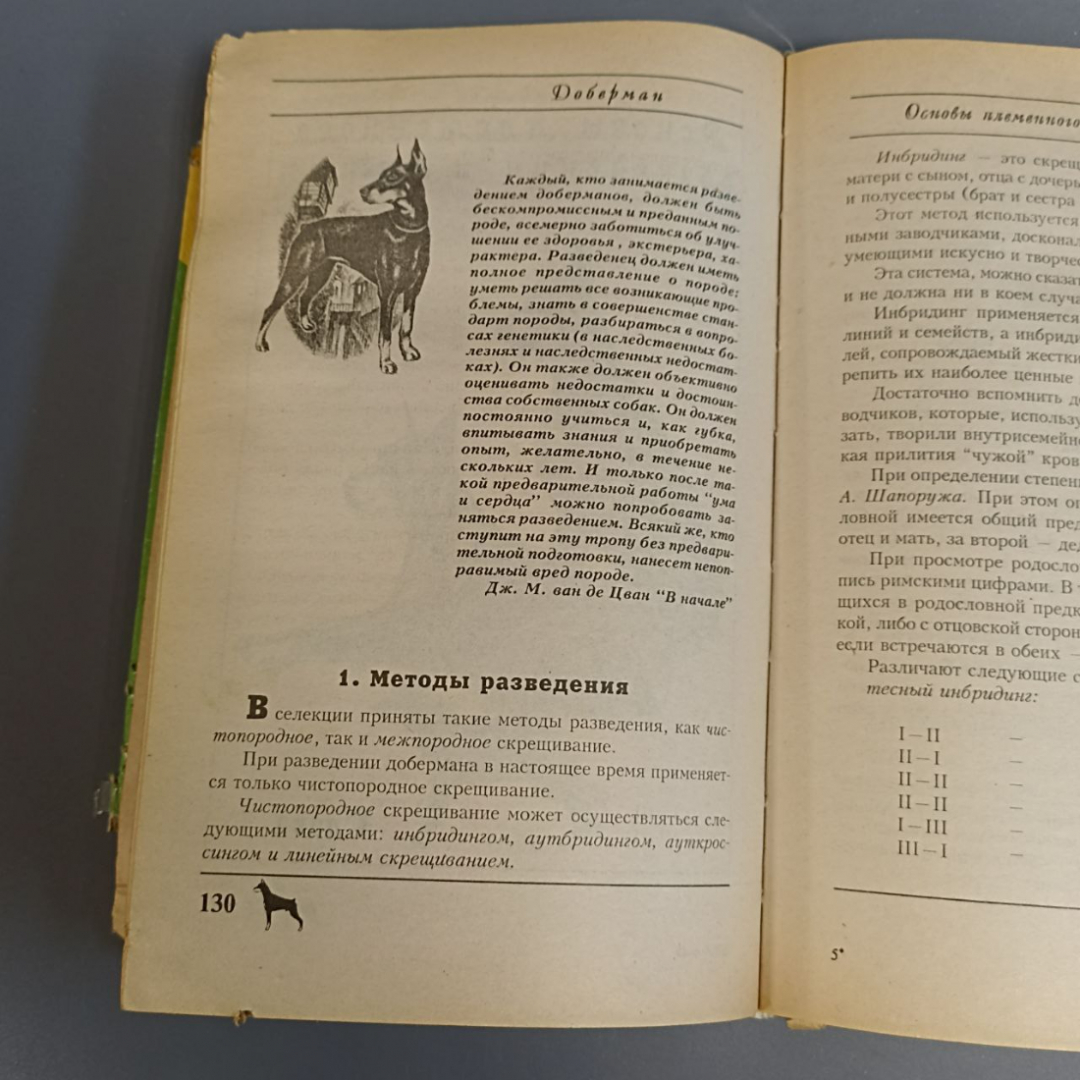 Доберман
Каждый, кто занимается разве-
дением доберманов, должен быть
бескомпромиссным и преданным по-
роде, всемерно заботиться об улуч-
шении ее здоровья , экстерьера, ха-
рактера. Разведенец должен иметь
полное представление о породе;
уметь решать все возникающие про-
блемы, знать в совершенстве стан-
дарт породы, разбираться в вопро-
сах генетики (в наследственных бо-
лезнях и наследственных недостат-
ках). Он также должен объективно
оценивать недостатки и достоин-
ства собственных собак. Он должен
постоянно учиться и, как губка,
впитывать знания и приобретать
опыт, желательно, в течение не-
скольких лет. И только после та-
кой предварительной работы "ума
и сердца" можно попробовать за-
няться разведением. Всякий же, кто
ступит на эту тропу без предвари-
тельной подготовки, нанесет непоп-
равимый вред породе.
Дж. М. ван де Цван "В начале"
1. Методы разведения
В селекции приняты такие методы разведения, как чис-
топородное, так и межпородное скрещивание.
При разведении добермана в настоящее время применяет-
ся только чистопородное скрещивание.
Чистопородное скрещивание может осуществляться сле-
дующими методами: инбридингом, аутбридингом, ауткрос-
сингом и линейным скрещиванием.
130
Основы племенного
Инбридинг — это скрещ
матери с сыном, отца с дочерь
и полусестры (брат и сестра
Этот метод используется
ными заводчиками, доскона
умеющими искусно и творчес
Эта система, можно сказат
и не должна ни в коем случа
Инбридинг применяется
линий и семейств, а инбриди
лей, сопровождаемый жестки
репить их наиболее ценные
Достаточно вспомнить д
водчиков, которые, использу
зать, творили внутрисемейно
кая прилития "чужой" кров
При определении степени
А. Шапоружа. При этом оп
ловной имеется общий пред
отец и мать, за второй — дед
При просмотре родосло
пись римскими цифрами. В
щихся в родословной предк
кой, либо с отцовской сторон
если встречаются в обеих —
Различают следующие с
тесный инбридинг:
I—II —
II—I —
II—II —
II—II —
I—III —
III—I —
5*